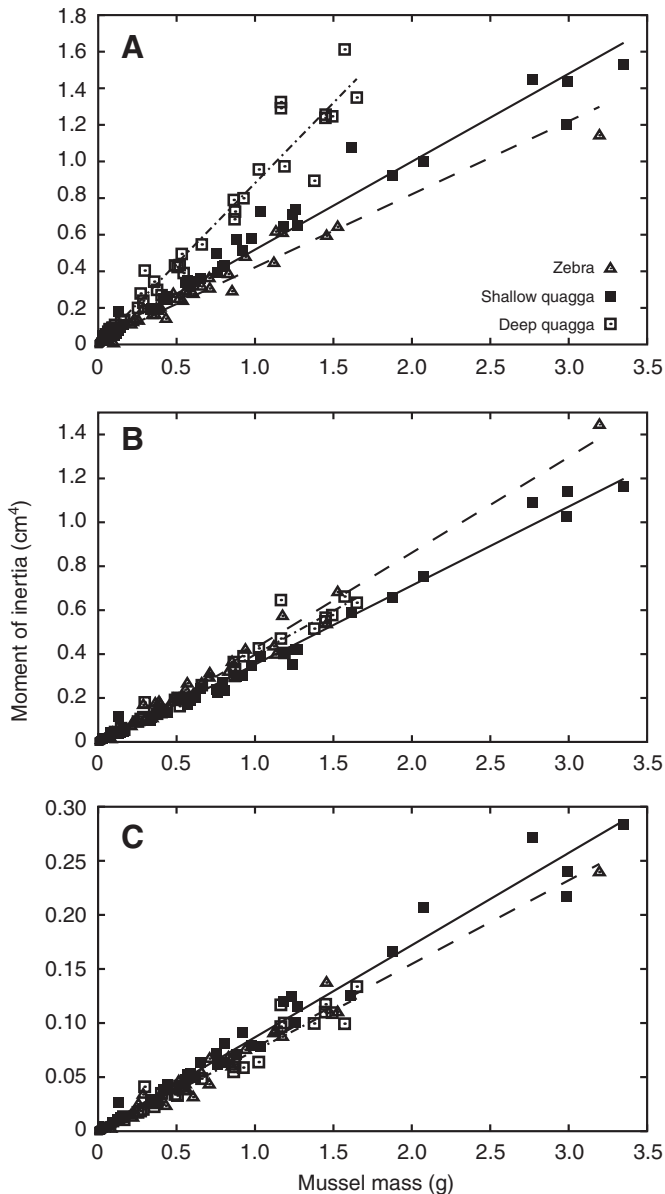 1.8
A
1.6
1.4
1.2
1.0
0.8
0.6
Zebra
0.4
Shallow quagga
0.2
Deep quagga
0
0 0.5 1.0 1.5 2.0 2.5 3.0 3.5
B
1.4
1.2
1.0
0.8
0.6
0.4
0.2
0
0 0.5 1.0 1.5 2.0 2.5 3.0 3.5
Moment of inertia (cm⁴)
0.30
C
0.25
0.20
0.15
0.10
0.05
0
0 0.5 1.0 1.5 2.0 2.5 3.0 3.5
Mussel mass (g)